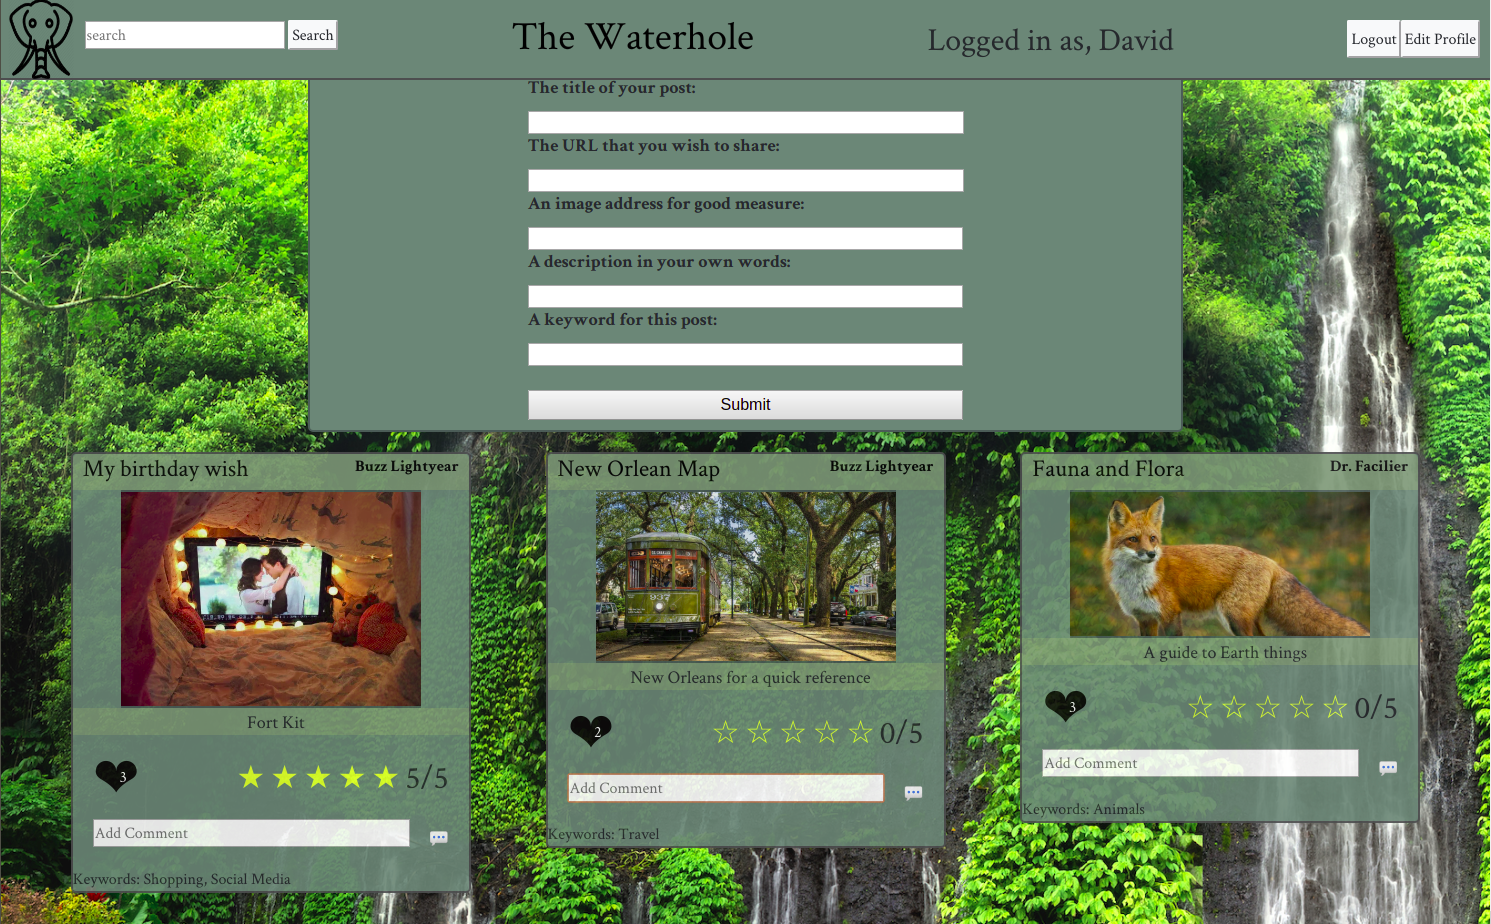 search Search The Waterhole Logged in as, David Logout Edit Profile
The title of your post:
The URL that you wish to share:
An image address for good measure:
A description in your own words:
A keyword for this post:
Submit
My birthday wish Buzz Lightyear
Fort Kit
3 5/5
Add Comment
Keywords: Shopping, Social Media
New Orlean Map Buzz Lightyear
937
New Orleans for a quick reference
2 0/5
Add Comment
Keywords: Travel
Fauna and Flora Dr. Facilier
A guide to Earth things
3 0/5
Add Comment
Keywords: Animals